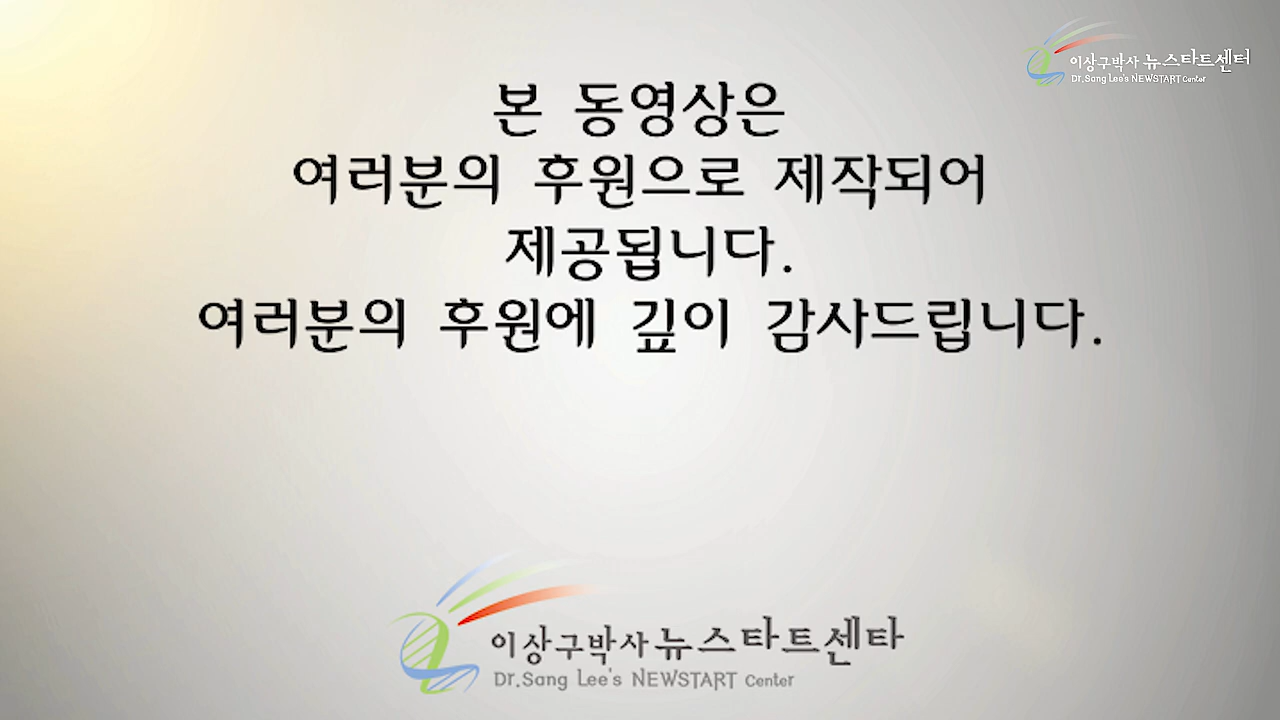 이상구박사 뉴스타트센터
Dr.Sang Lee's NEWSTART Center
본 동영상은
여러분의 후원으로 제작되어
제공됩니다.
여러분의 후원에 깊이 감사드립니다.
이상구박사 뉴스타트센타
Dr.Sang Lee's NEWSTART Center